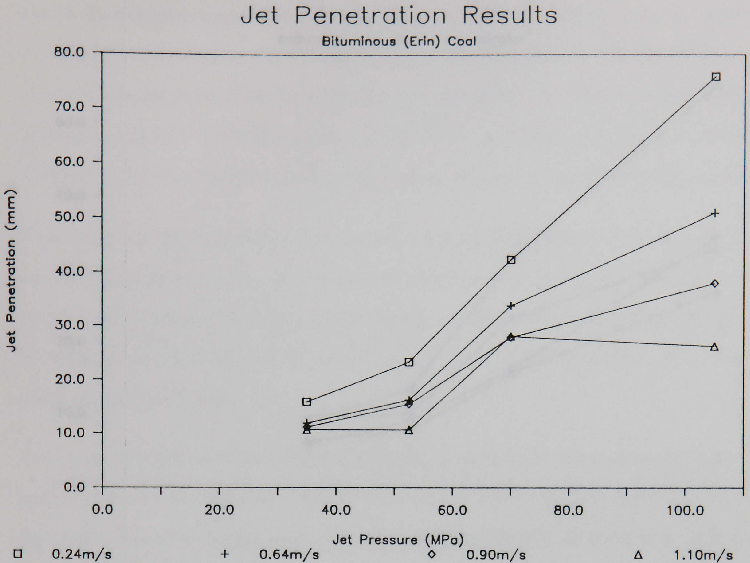 Jet Penetration Results
Bituminous (Erin) Coal
80.0
70.0
60.0
50.0
40.0
30.0
20.0
10.0
0.0
Jet Penetration (mm)
0.0 20.0 40.0 60.0 80.0 100.0
Jet Pressure (MPa)
0.24m/s 0.64m/s 0.90m/s 1.10m/s